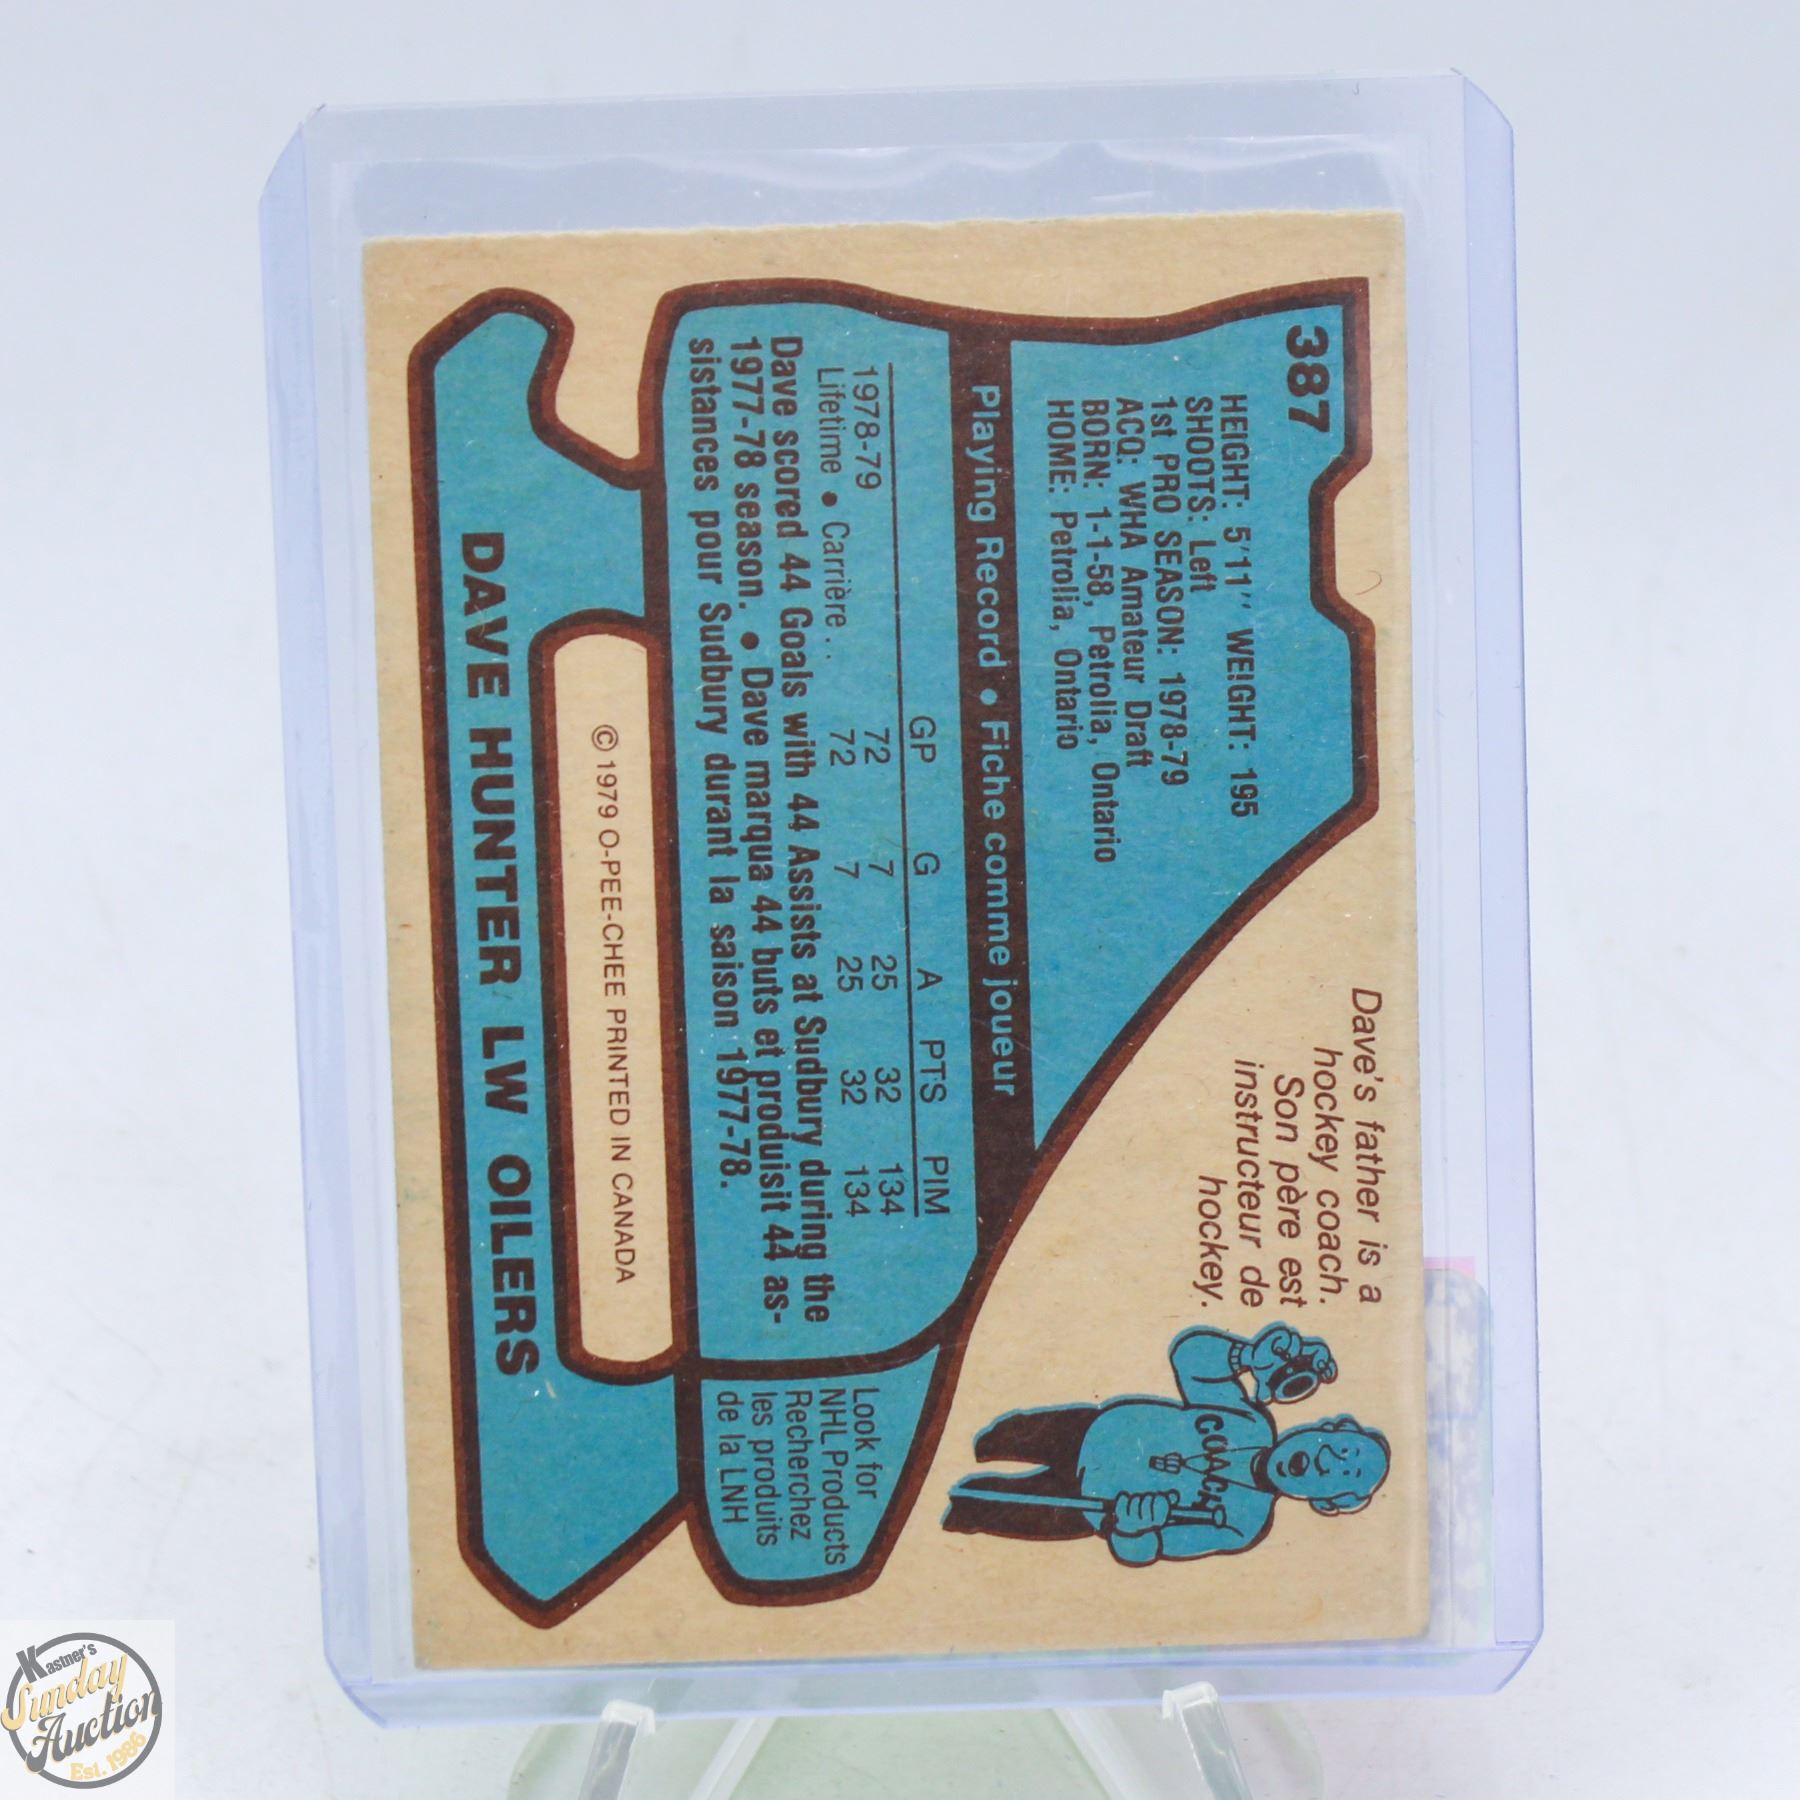 387
HEIGHT: 5'11'' WEIGHT: 195
SHOOTS: Left
1st PRO SEASON: 1978-79
ACQ: WHA Amateur Draft
BORN: 1-1-58, Petrolia, Ontario
HOME: Petrolia, Ontario
Dave's father is a
hockey coach.
Son père est
instructeur de
hockey.
COACH
Playing Record • Fiche comme joueur
GP G A PTS PIM
1978-79 72 7 25 32 134
Lifetime • Carrière . . 72 7 25 32 134
Dave scored 44 Goals with 44 Assists at Sudbury during the
1977-78 season. • Dave marqua 44 buts et produisit 44 as-
sistances pour Sudbury durant la saison 1977-78.
Look for
NHL Products
Recherchez
les produits
de la LNH
© 1979 O-PEE-CHEE PRINTED IN CANADA
DAVE HUNTER LW OILERS
Kastner's
Sunday
Auction
Est. 1986